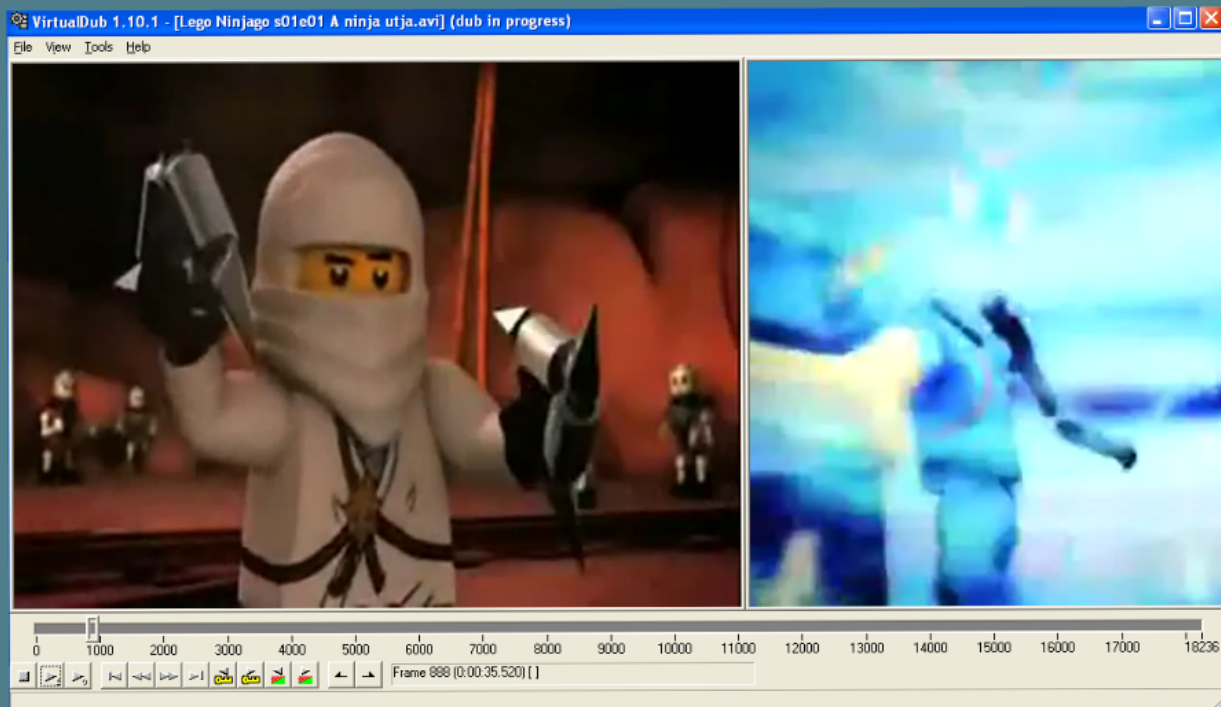 VirtualDub 1.10.1 - [Lego Ninjago s01e01 A ninja utja.avi] (dub in progress)
File View Tools Help
0 1000 2000 3000 4000 5000 6000 7000 8000 9000 10000 11000 12000 13000 14000 15000 16000 17000 18236
Frame 888 (0:00:35.520) [ ]